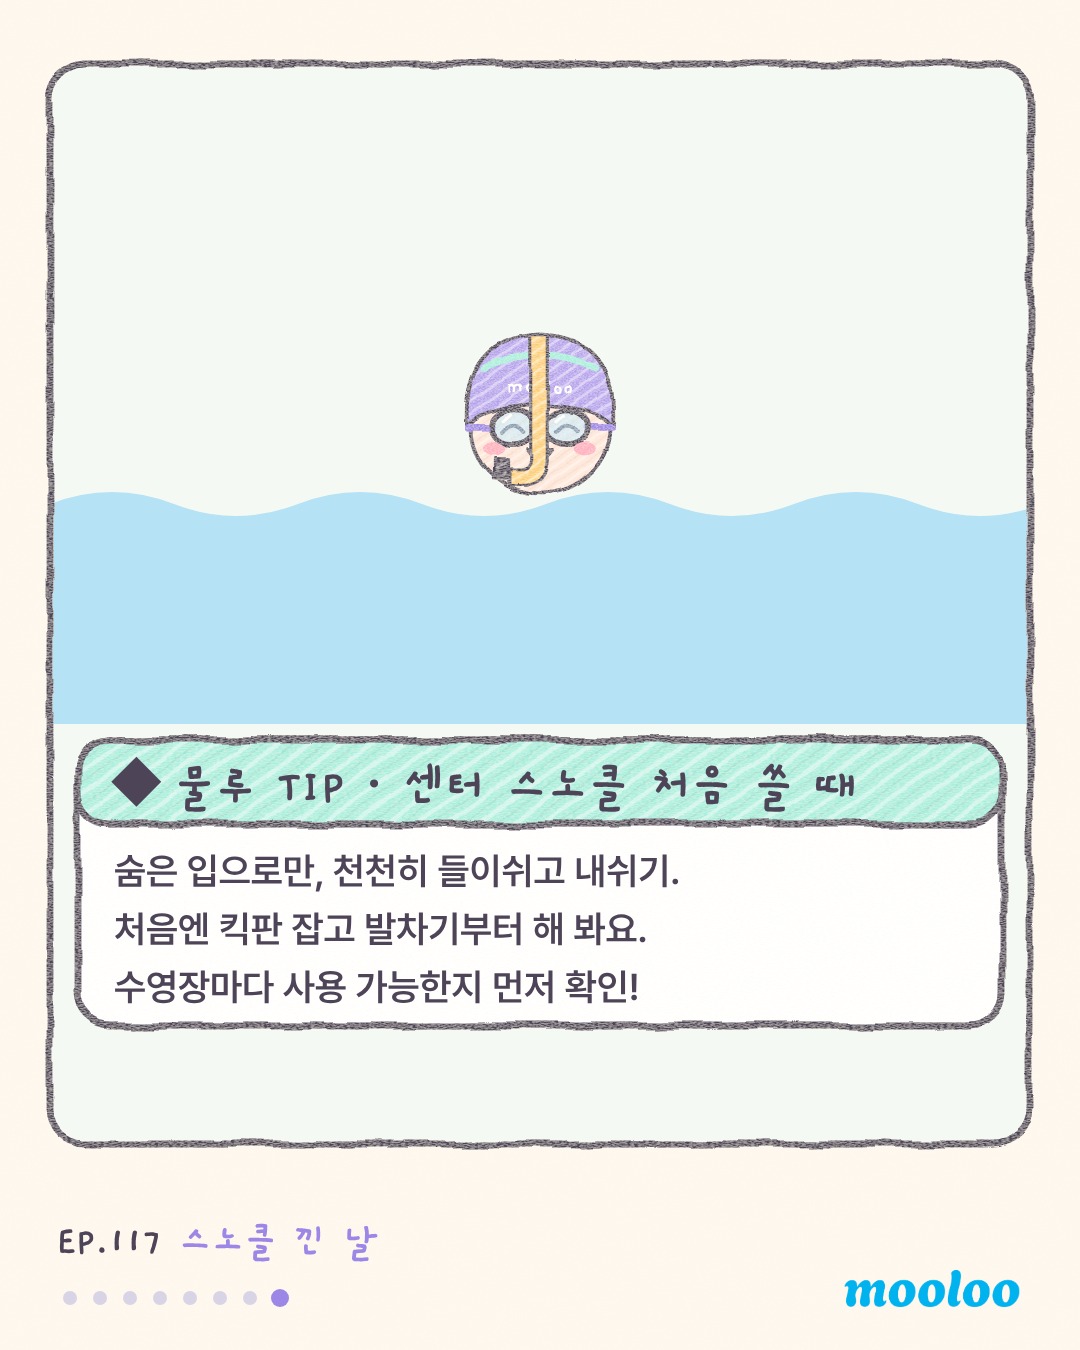 ◆ 물루 TIP · 센터 스노클 처음 쓸 때
숨은 입으로만, 천천히 들이쉬고 내쉬기.
처음엔 킥판 잡고 발차기부터 해 봐요.
수영장마다 사용 가능한지 먼저 확인!
EP.117 스노클 낀 날
mooloo